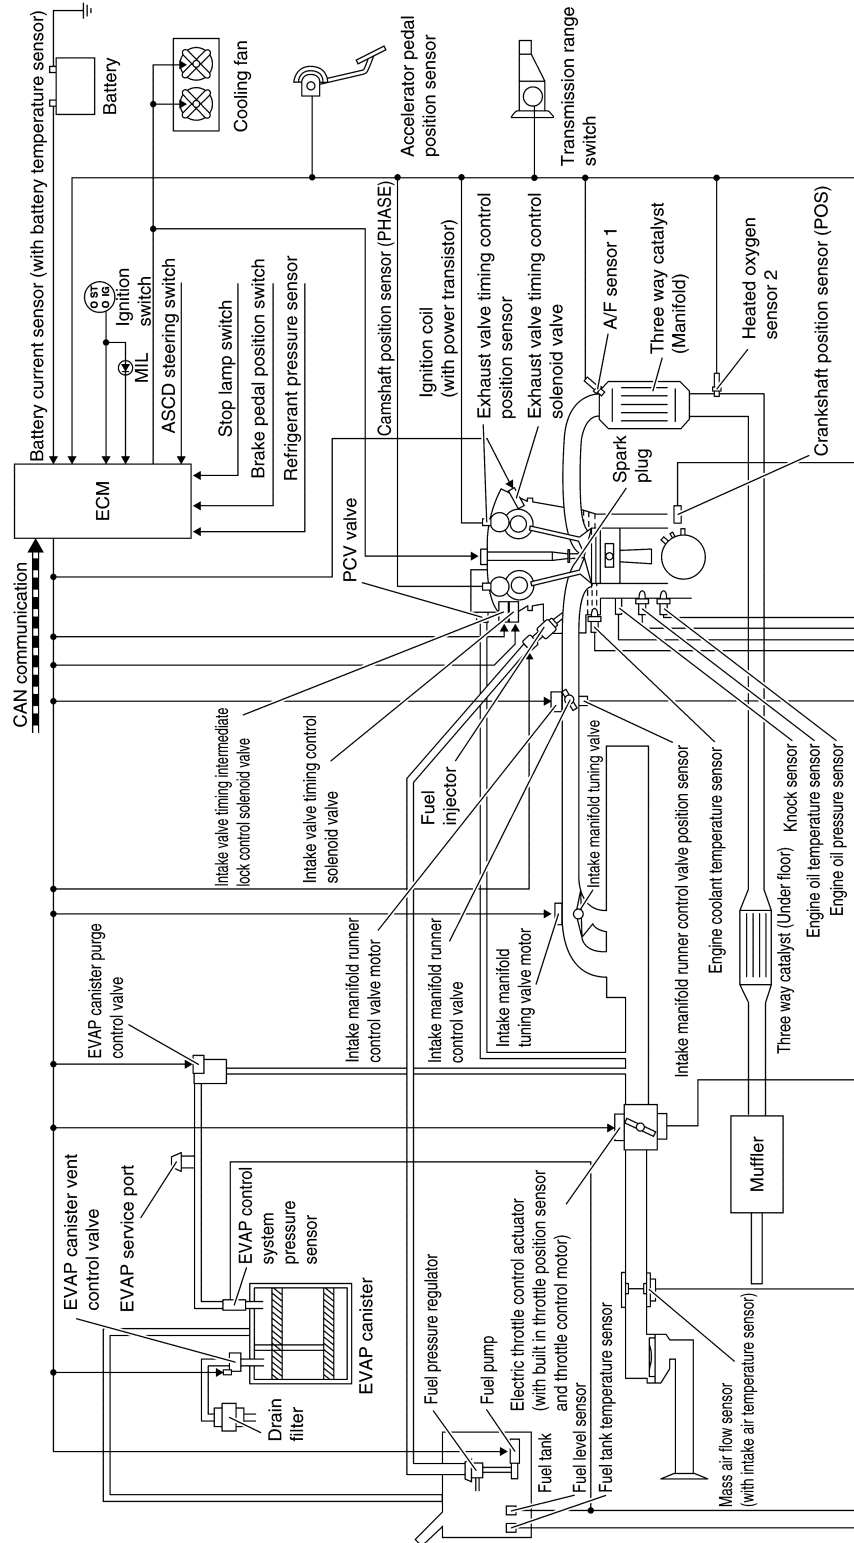 Battery current sensor (with battery temperature sensor)
Battery
Cooling fan
Accelerator pedal
position sensor
Transmission range
switch
ST
IG
Ignition
switch
MIL
ASCD steering switch
Stop lamp switch
Brake pedal position switch
Refrigerant pressure sensor
Camshaft position sensor (PHASE)
Ignition coil
(with power transistor)
Exhaust valve timing control
position sensor
Exhaust valve timing control
solenoid valve
A/F sensor 1
Three way catalyst
(Manifold)
Heated oxygen
sensor 2
Crankshaft position sensor (POS)
Spark
plug
ECM
CAN communication
PCV valve
Intake valve timing intermediate
lock control solenoid valve
Intake valve timing control
solenoid valve
Fuel
injector
Intake manifold runner
control valve motor
Intake manifold runner
control valve
Intake manifold
tuning valve motor
Intake manifold tuning valve
Intake manifold runner control valve position sensor
Engine coolant temperature sensor
Three way catalyst (Under floor)
Knock sensor
Engine oil temperature sensor
Engine oil pressure sensor
EVAP canister purge
control valve
EVAP canister vent
control valve
EVAP service port
EVAP control
system
pressure
sensor
EVAP canister
Drain
filter
Fuel pressure regulator
Fuel pump
Electric throttle control actuator
(with built in throttle position sensor
and throttle control motor)
Fuel tank
Fuel level sensor
Fuel tank temperature sensor
Mass air flow sensor
(with intake air temperature sensor)
Muffler